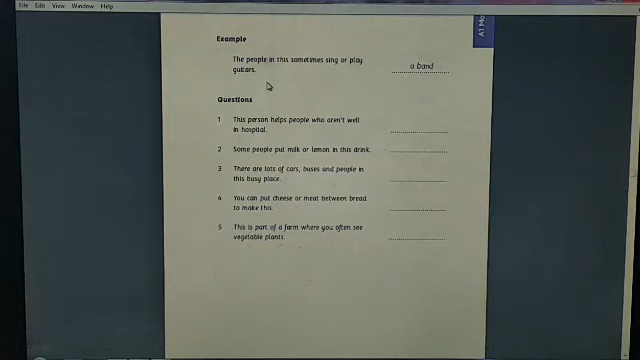 File Edit View Window Help
A1 Mo
Example
The people in this sometimes sing or play
guitars.
a band
Questions
1 This person helps people who aren't well
in hospital.
2 Some people put milk or lemon in this drink.
3 There are lots of cars, buses and people in
this busy place.
4 You can put cheese or meat between bread
to make this.
5 This is part of a farm where you often see
vegetable plants.